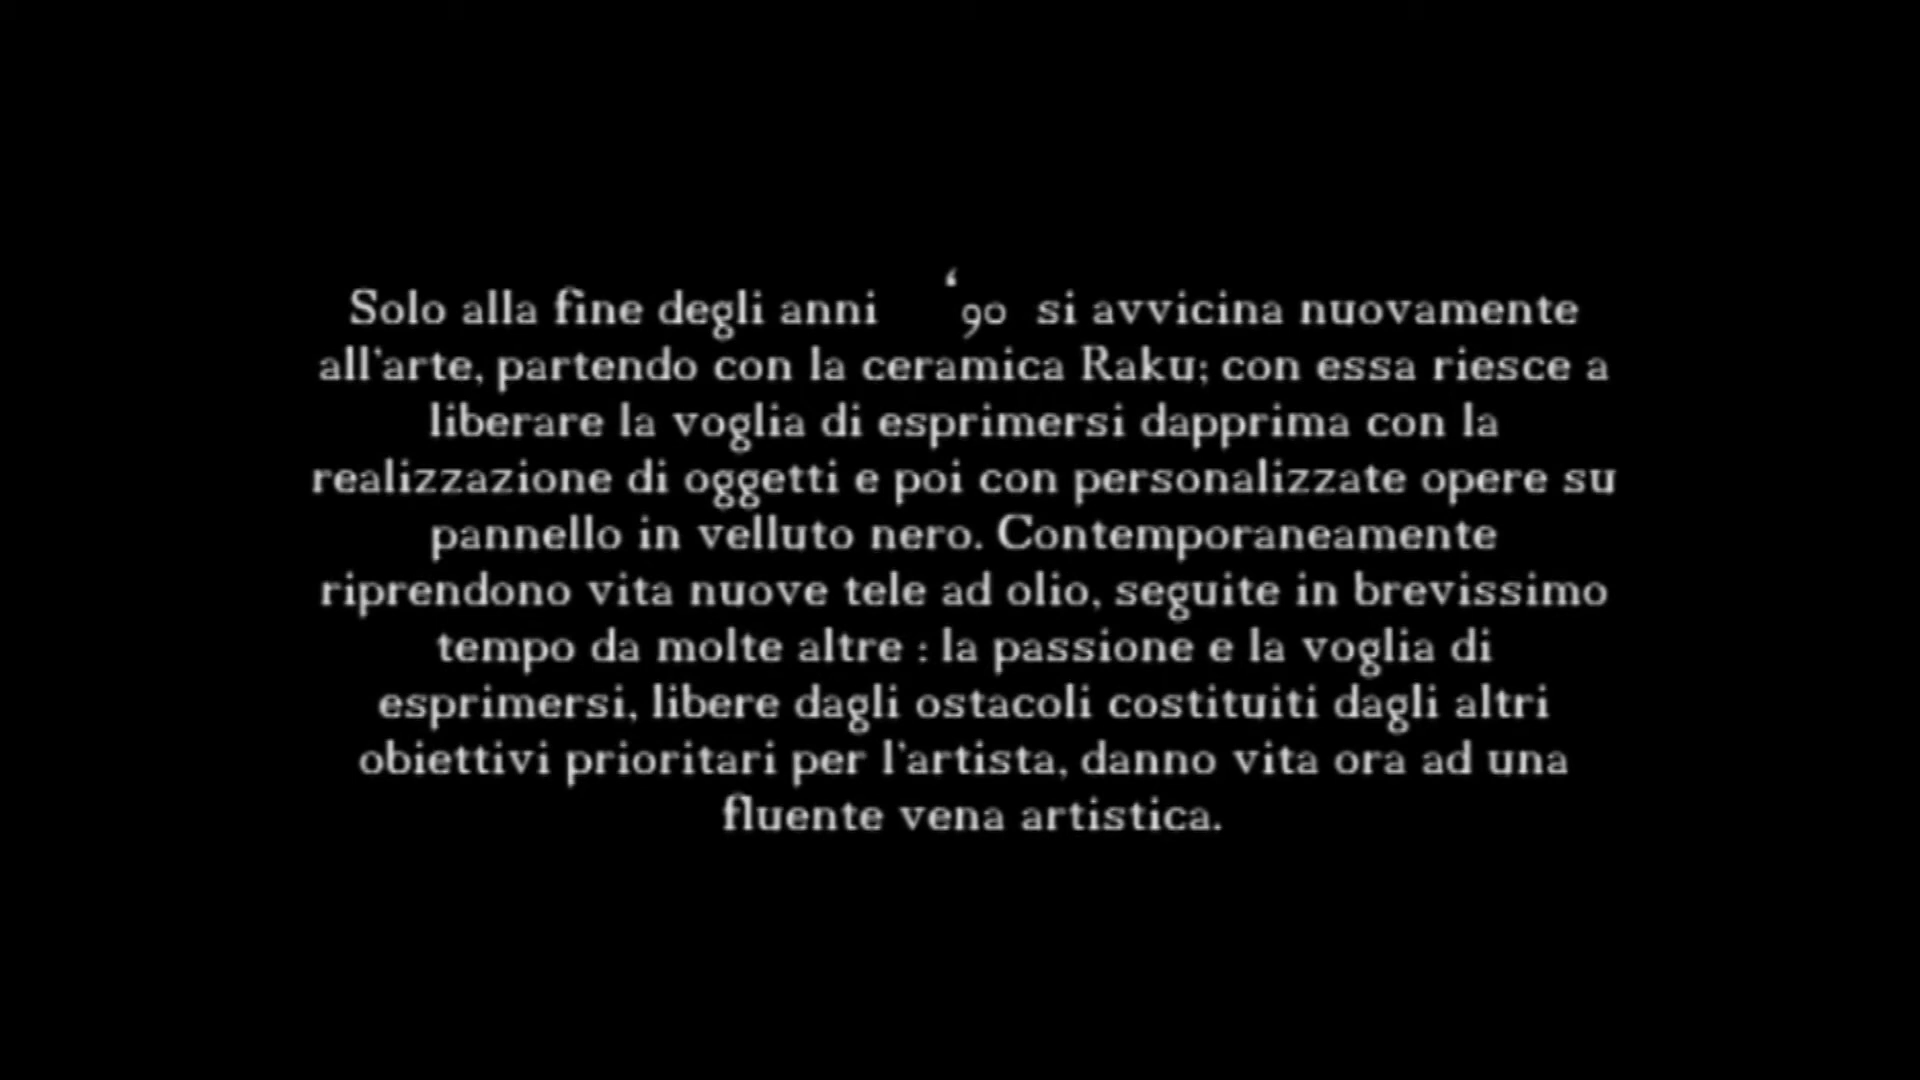 Solo alla fine degli anni ‘90 si avvicina nuovamente
all'arte, partendo con la ceramica Raku; con essa riesce a
liberare la voglia di esprimersi dapprima con la
realizzazione di oggetti e poi con personalizzate opere su
pannello in velluto nero. Contemporaneamente
riprendono vita nuove tele ad olio, seguite in brevissimo
tempo da molte altre : la passione e la voglia di
esprimersi, libere dagli ostacoli costituiti dagli altri
obiettivi prioritari per l'artista, danno vita ora ad una
fluente vena artistica.